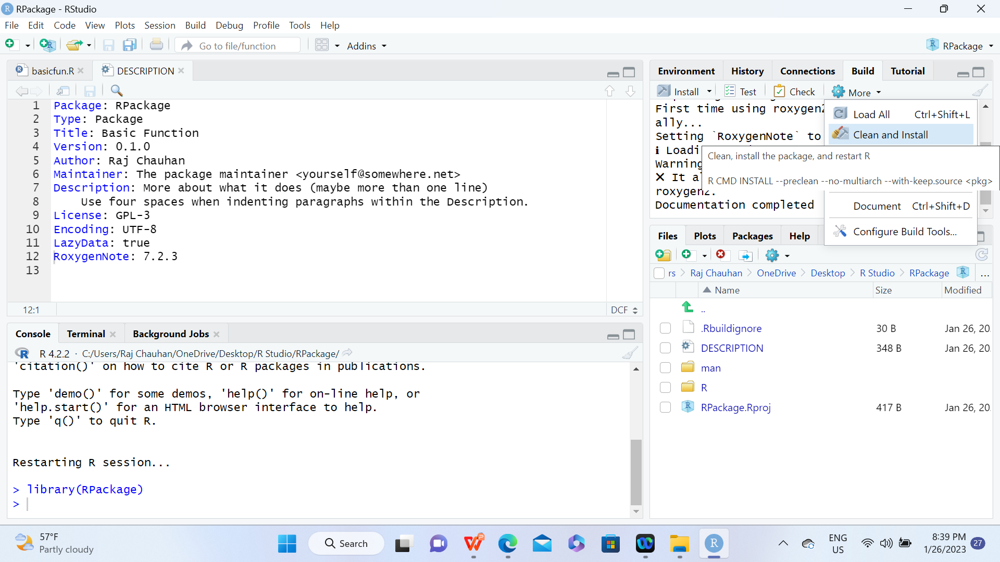 RPackage - RStudio
File Edit Code View Plots Session Build Debug Profile Tools Help
Go to file/function
Addins
RPackage
basicfun.R
DESCRIPTION
1 Package: RPackage
2 Type: Package
3 Title: Basic Function
4 Version: 0.1.0
5 Author: Raj Chauhan
6 Maintainer: The package maintainer <yourself@somewhere.net>
7 Description: More about what it does (maybe more than one line)
8 Use four spaces when indenting paragraphs within the Description.
9 License: GPL-3
10 Encoding: UTF-8
11 LazyData: true
12 RoxygenNote: 7.2.3
13
12:1
DCF
Console Terminal Background Jobs
R 4.2.2 · C:/Users/Raj Chauhan/OneDrive/Desktop/R Studio/RPackage/
'citation()' on how to cite R or R packages in publications.
Type 'demo()' for some demos, 'help()' for on-line help, or
'help.start()' for an HTML browser interface to help.
Type 'q()' to quit R.
Restarting R session...
> library(RPackage)
>
Environment History Connections Build Tutorial
Install Test Check More
First time using roxygen2
ally...
Setting `RoxygenNote` to
ℹ Loadi
Warning
✖ It a
roxygen2.
Documentation completed
Load All Ctrl+Shift+L
Clean and Install
Clean, install the package, and restart R
R CMD INSTALL --preclean --no-multiarch --with-keep.source <pkg>
Document Ctrl+Shift+D
Configure Build Tools...
Files Plots Packages Help
rs Raj Chauhan OneDrive Desktop R Studio RPackage ...
Name Size Modified
..
.Rbuildignore 30 B Jan 26, 20
DESCRIPTION 348 B Jan 26, 20
man
R
RPackage.Rproj 417 B Jan 26, 20
57°F
Partly cloudy
Search
ENG
US
8:39 PM
1/26/2023
27